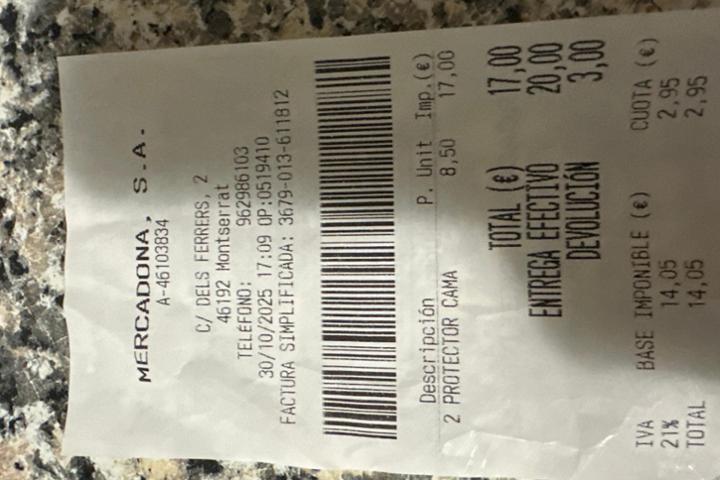 MERCADONA, S.A.
A-46103834
C/ DELS FERRERS, 2
46192 Montserrat
TELÉFONO: 962986103
30/10/2025 17:09 OP:0519410
FACTURA SIMPLIFICADA: 3679-013-611812
Descripción P. Unit Imp.(€)
2 PROTECTOR CAMA 8,50 17,00
TOTAL (€) 17,00
ENTREGA EFECTIVO 20,00
DEVOLUCIÓN 3,00
IVA BASE IMPONIBLE (€) CUOTA (€)
21% 14,05 2,95
TOTAL 14,05 2,95